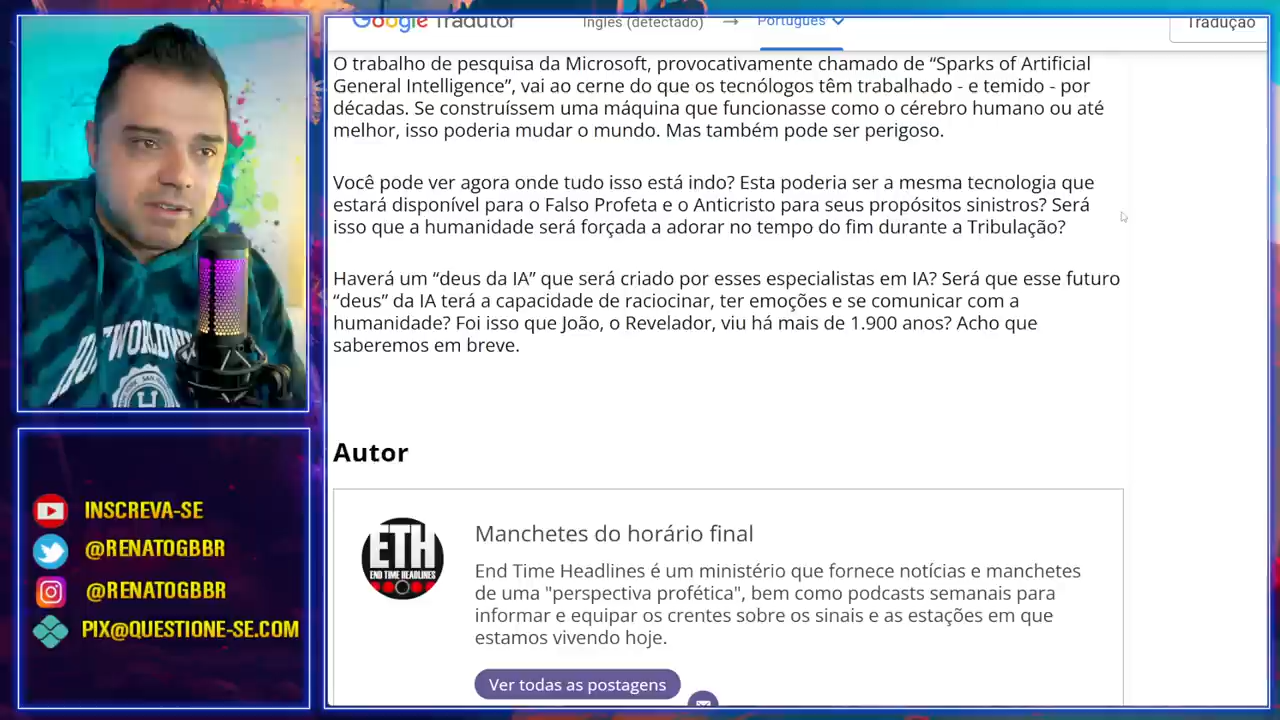 Google Tradutor
Inglês (detectado) → Português
Tradução
O trabalho de pesquisa da Microsoft, provocativamente chamado de “Sparks of Artificial
General Intelligence”, vai ao cerne do que os tecnólogos têm trabalhado - e temido - por
décadas. Se construíssem uma máquina que funcionasse como o cérebro humano ou até
melhor, isso poderia mudar o mundo. Mas também pode ser perigoso.
Você pode ver agora onde tudo isso está indo? Esta poderia ser a mesma tecnologia que
estará disponível para o Falso Profeta e o Anticristo para seus propósitos sinistros? Será
isso que a humanidade será forçada a adorar no tempo do fim durante a Tribulação?
Haverá um “deus da IA” que será criado por esses especialistas em IA? Será que esse futuro
“deus” da IA terá a capacidade de raciocinar, ter emoções e se comunicar com a
humanidade? Foi isso que João, o Revelador, viu há mais de 1.900 anos? Acho que
saberemos em breve.
Autor
ETH
END TIME HEADLINES
Manchetes do horário final
End Time Headlines é um ministério que fornece notícias e manchetes
de uma "perspectiva profética", bem como podcasts semanais para
informar e equipar os crentes sobre os sinais e as estações em que
estamos vivendo hoje.
Ver todas as postagens
INSCREVA-SE
@RENATOGBBR
@RENATOGBBR
PIX@QUESTIONE-SE.COM